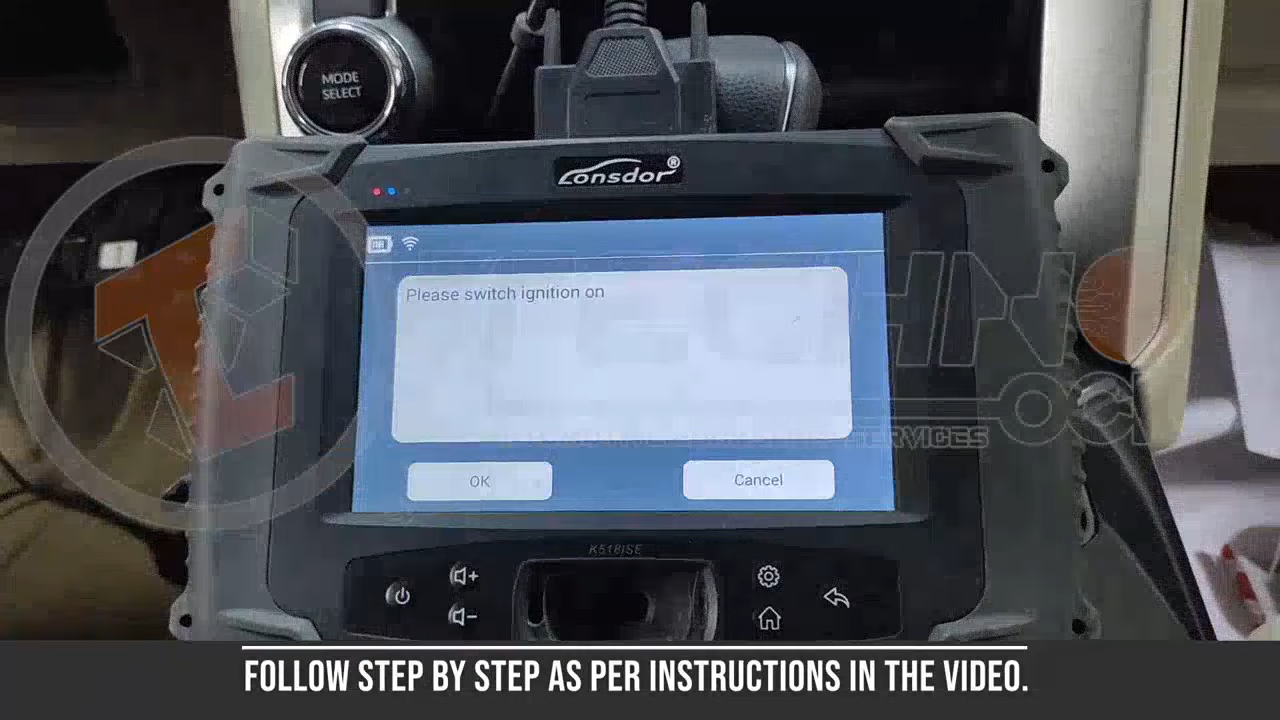 MODE
SELECT
Lonsdor®
Please switch ignition on
OK
Cancel
SERVICES
K518ISE
FOLLOW STEP BY STEP AS PER INSTRUCTIONS IN THE VIDEO.